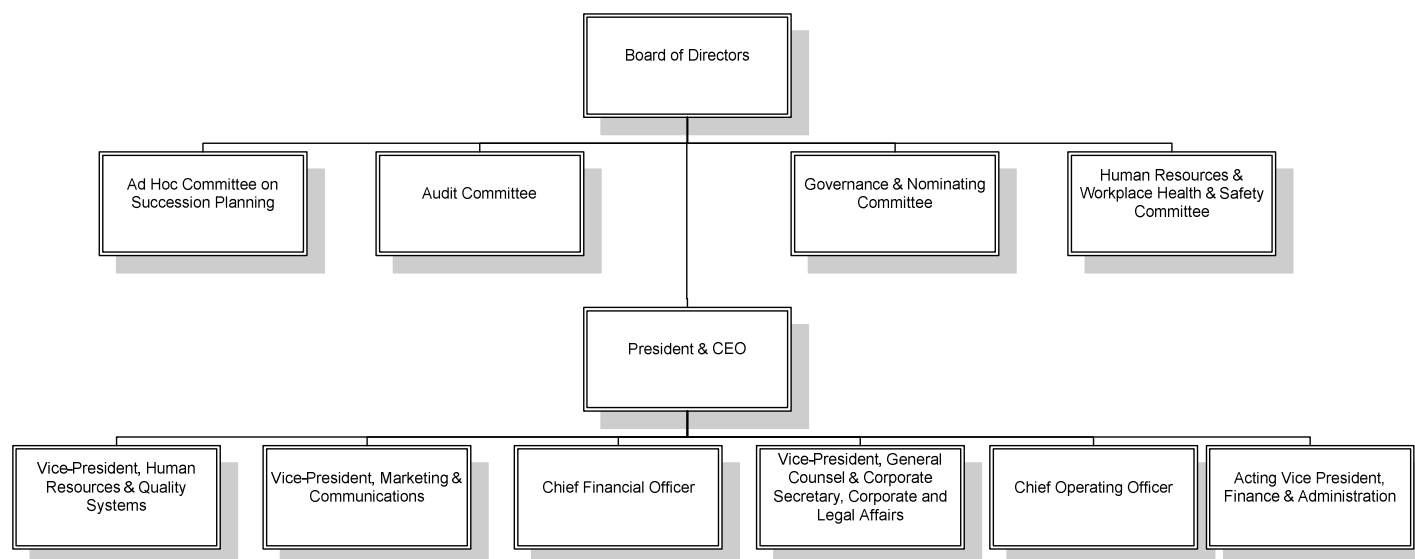 Board of Directors
Ad Hoc Committee on
Succession Planning
Audit Committee
Governance & Nominating
Committee
Human Resources &
Workplace Health & Safety
Committee
President & CEO
Vice-President, Human
Resources & Quality
Systems
Vice-President, Marketing &
Communications
Chief Financial Officer
Vice-President, General
Counsel & Corporate
Secretary, Corporate and
Legal Affairs
Chief Operating Officer
Acting Vice President,
Finance & Administration